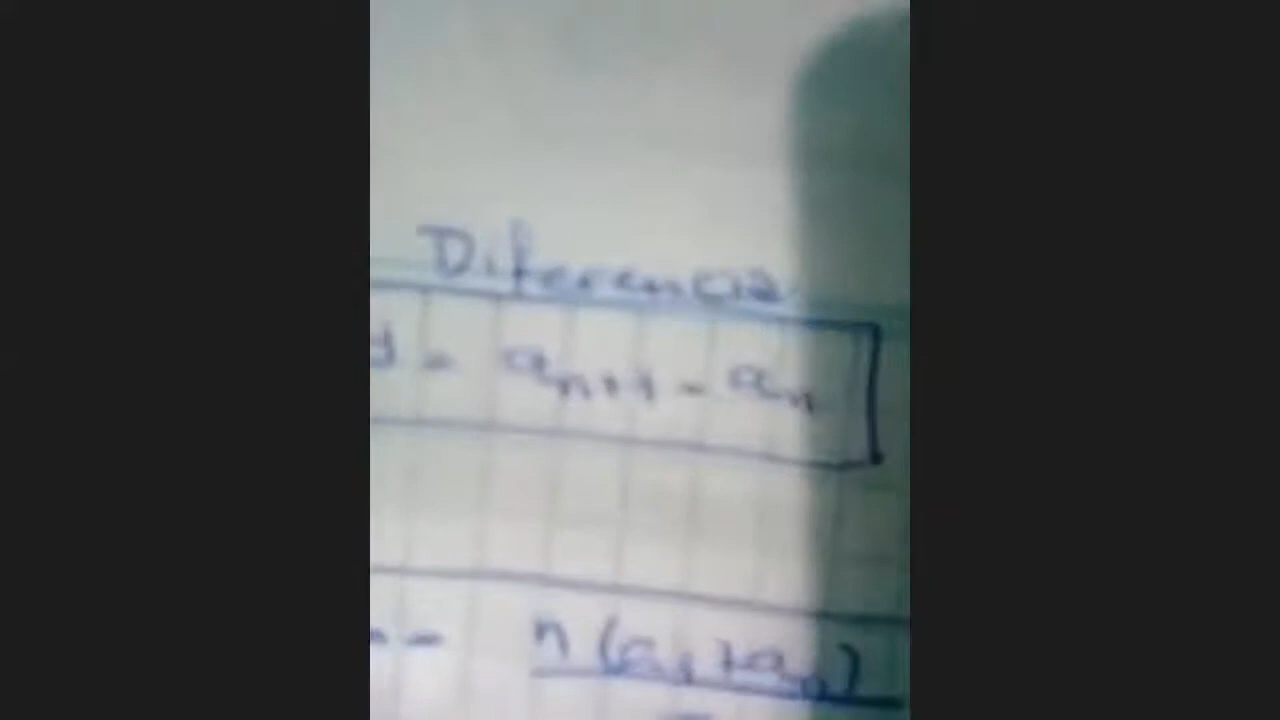 Diferencia
d = aₙ₊₁ - aₙ
n(a₁+aₙ)